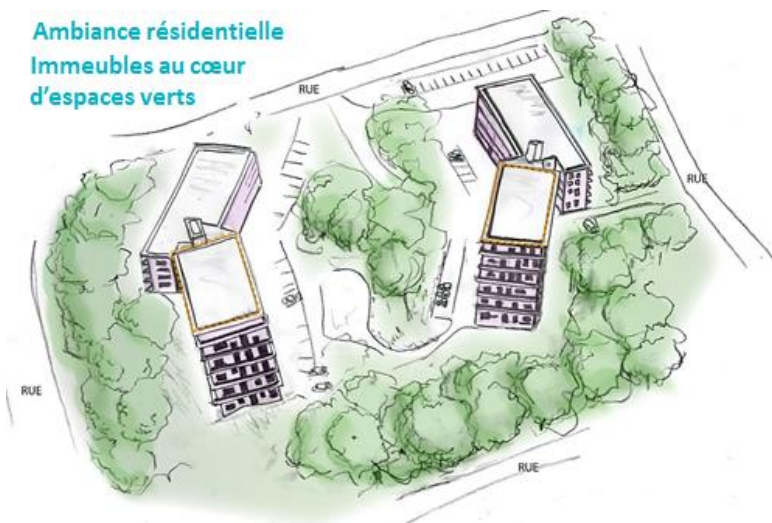 Ambiance résidentielle
Immeubles au cœur
d’espaces verts
RUE
RUE
RUE
RUE